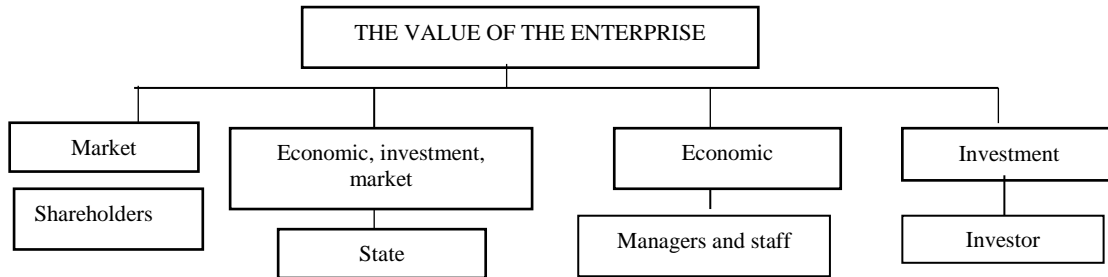 THE VALUE OF THE ENTERPRISE
Market
Economic, investment,
market
Economic
Investment
Shareholders
State
Managers and staff
Investor